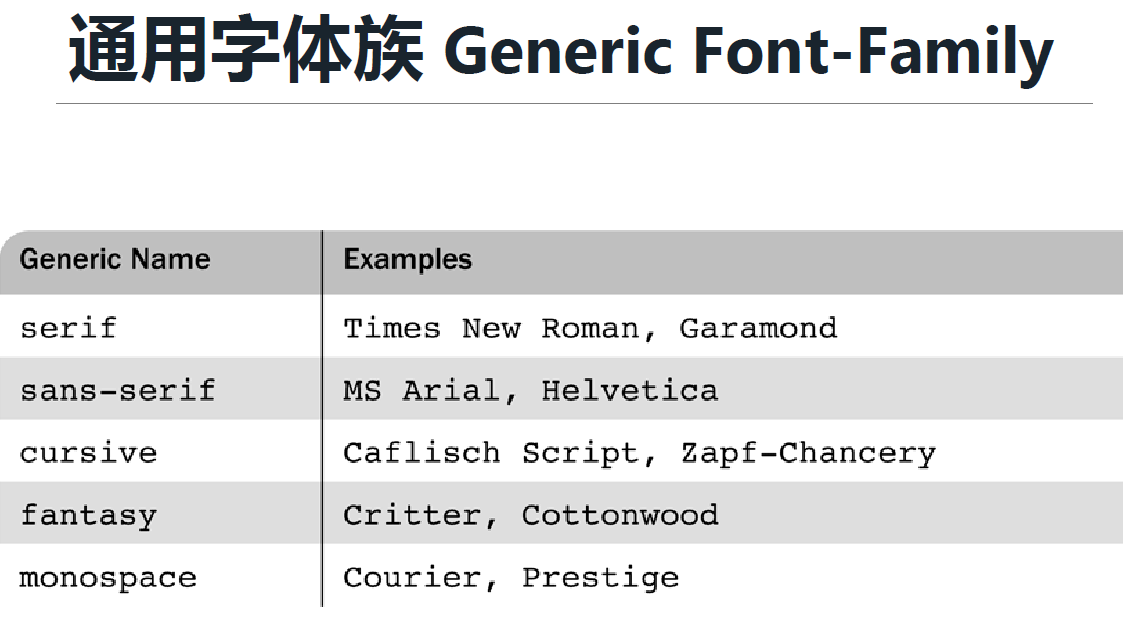 通用字体族 Generic Font-Family
Generic Name Examples
serif Times New Roman, Garamond
sans-serif MS Arial, Helvetica
cursive Caflisch Script, Zapf-Chancery
fantasy Critter, Cottonwood
monospace Courier, Prestige